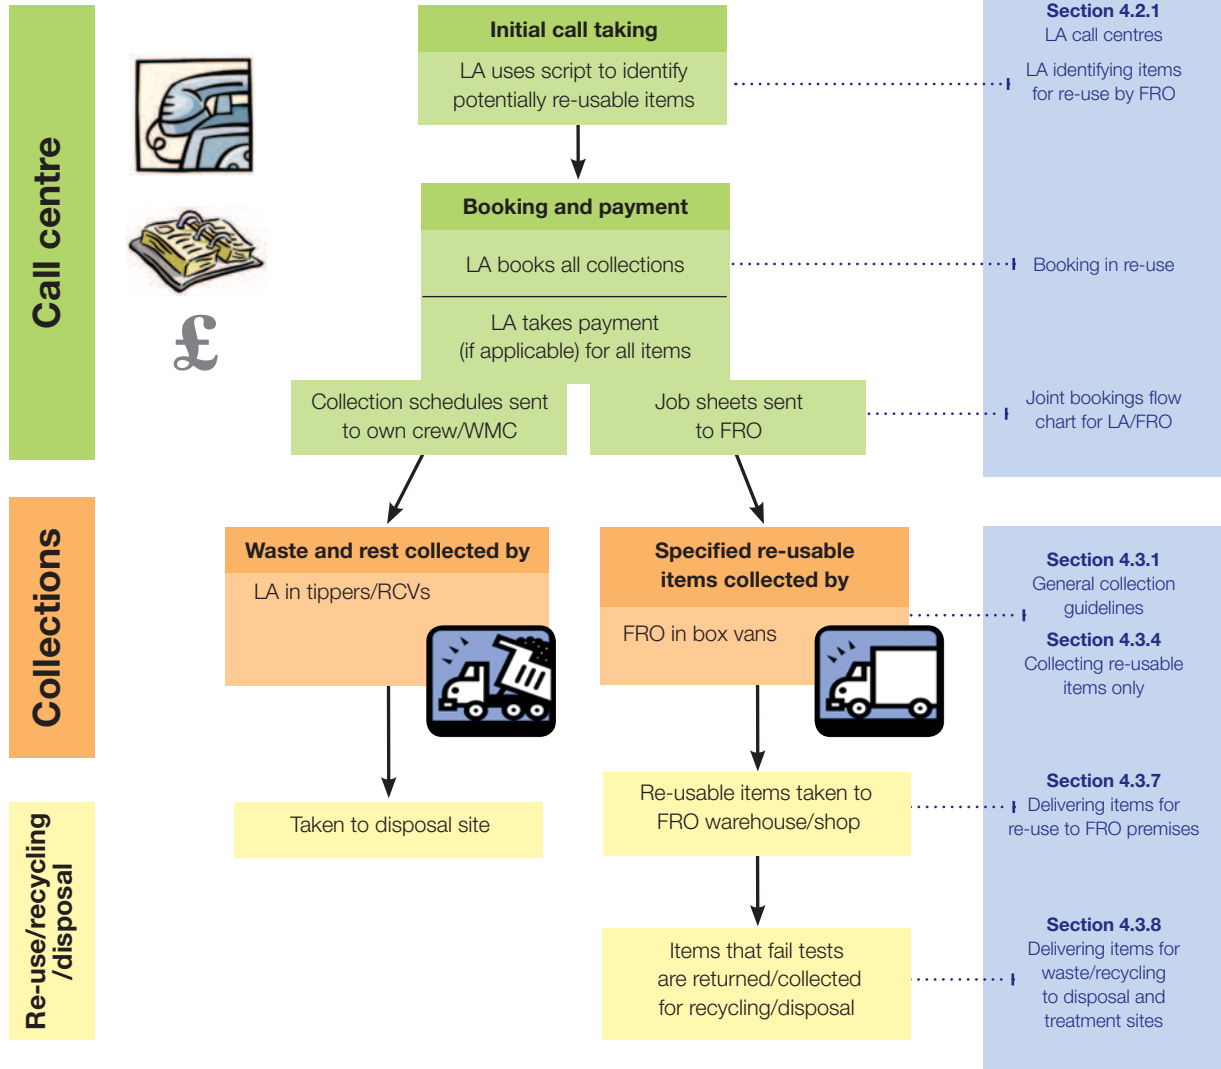 Call centre
Initial call taking
LA uses script to identify
potentially re-usable items
Section 4.2.1
LA call centres
LA identifying items
for re-use by FRO
Booking and payment
LA books all collections
Booking in re-use
£
LA takes payment
(if applicable) for all items
Collection schedules sent
to own crew/WMC
Job sheets sent
to FRO
Joint bookings flow
chart for LA/FRO
Collections
Waste and rest collected by
LA in tippers/RCVs
Specified re-usable
items collected by
FRO in box vans
Section 4.3.1
General collection
guidelines
Section 4.3.4
Collecting re-usable
items only
Re-use/recycling
/disposal
Taken to disposal site
Re-usable items taken to
FRO warehouse/shop
Section 4.3.7
Delivering items for
re-use to FRO premises
Items that fail tests
are returned/collected
for recycling/disposal
Section 4.3.8
Delivering items for
waste/recycling
to disposal and
treatment sites